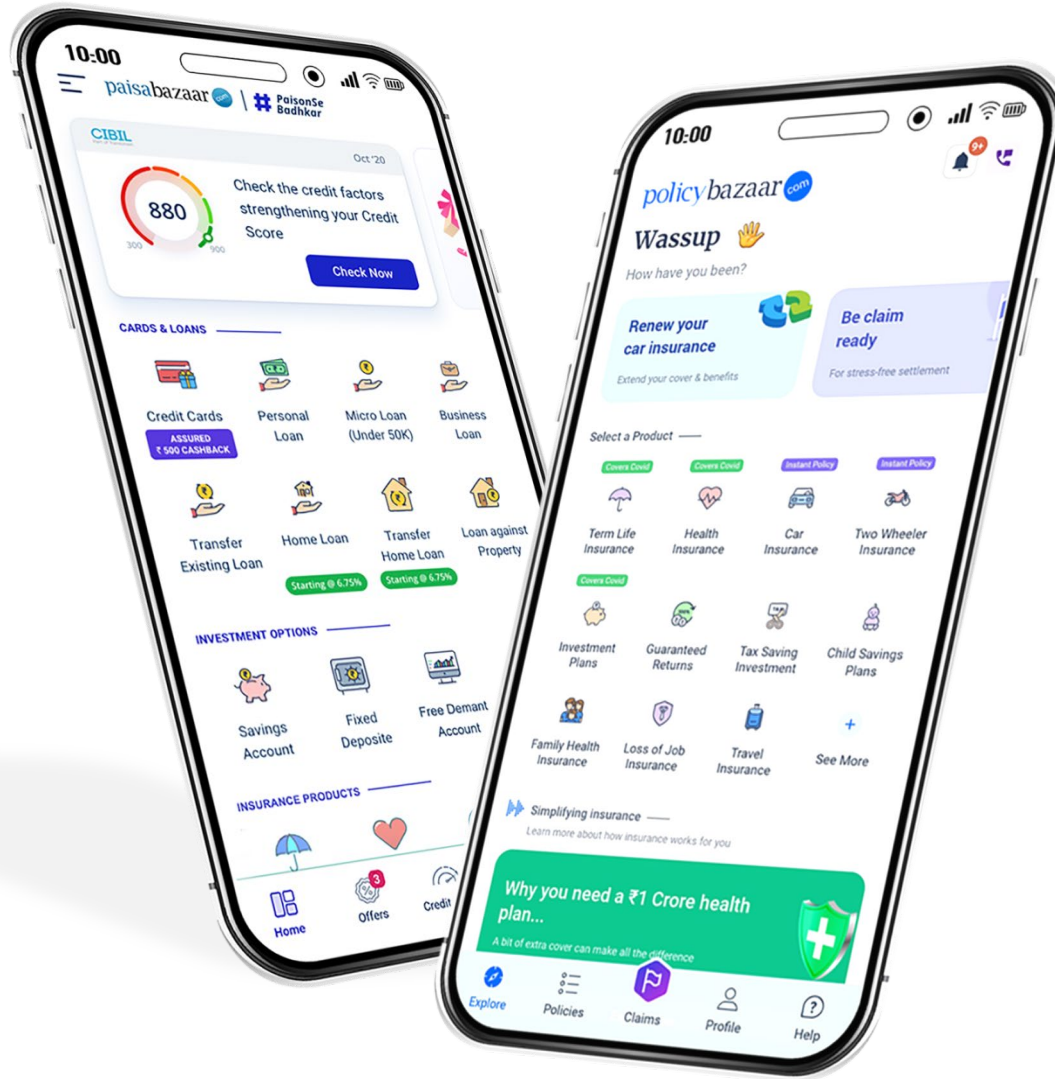 10:00
paisabazaar com | # PaisonSe
Badhkar
CIBIL
Oct '20
880
300
900
Check the credit factors
strengthening your Credit
Score
Check Now
CARDS & LOANS
Credit Cards
ASSURED
₹ 500 CASHBACK
Personal
Loan
Micro Loan
(Under 50K)
Business
Loan
Transfer
Existing Loan
Home Loan
Starting @ 6.75%
Transfer
Home Loan
Starting @ 6.75%
Loan against
Property
INVESTMENT OPTIONS
Savings
Account
Fixed
Deposite
Free Demant
Account
INSURANCE PRODUCTS
Home
3
Offers
Credit
10:00
9+
policybazaar com
Wassup
How have you been?
Renew your
car insurance
Extend your cover & benefits
Be claim
ready
For stress-free settlement
Select a Product
Covers Covid
Term Life
Insurance
Covers Covid
Health
Insurance
Instant Policy
Car
Insurance
Instant Policy
Two Wheeler
Insurance
Covers Covid
Investment
Plans
Guaranteed
Returns
Tax Saving
Investment
Child Savings
Plans
Family Health
Insurance
Loss of Job
Insurance
Travel
Insurance
+
See More
Simplifying insurance
Learn more about how insurance works for you
Why you need a ₹1 Crore health
plan...
A bit of extra cover can make all the difference
Explore
Policies
Claims
Profile
?
Help